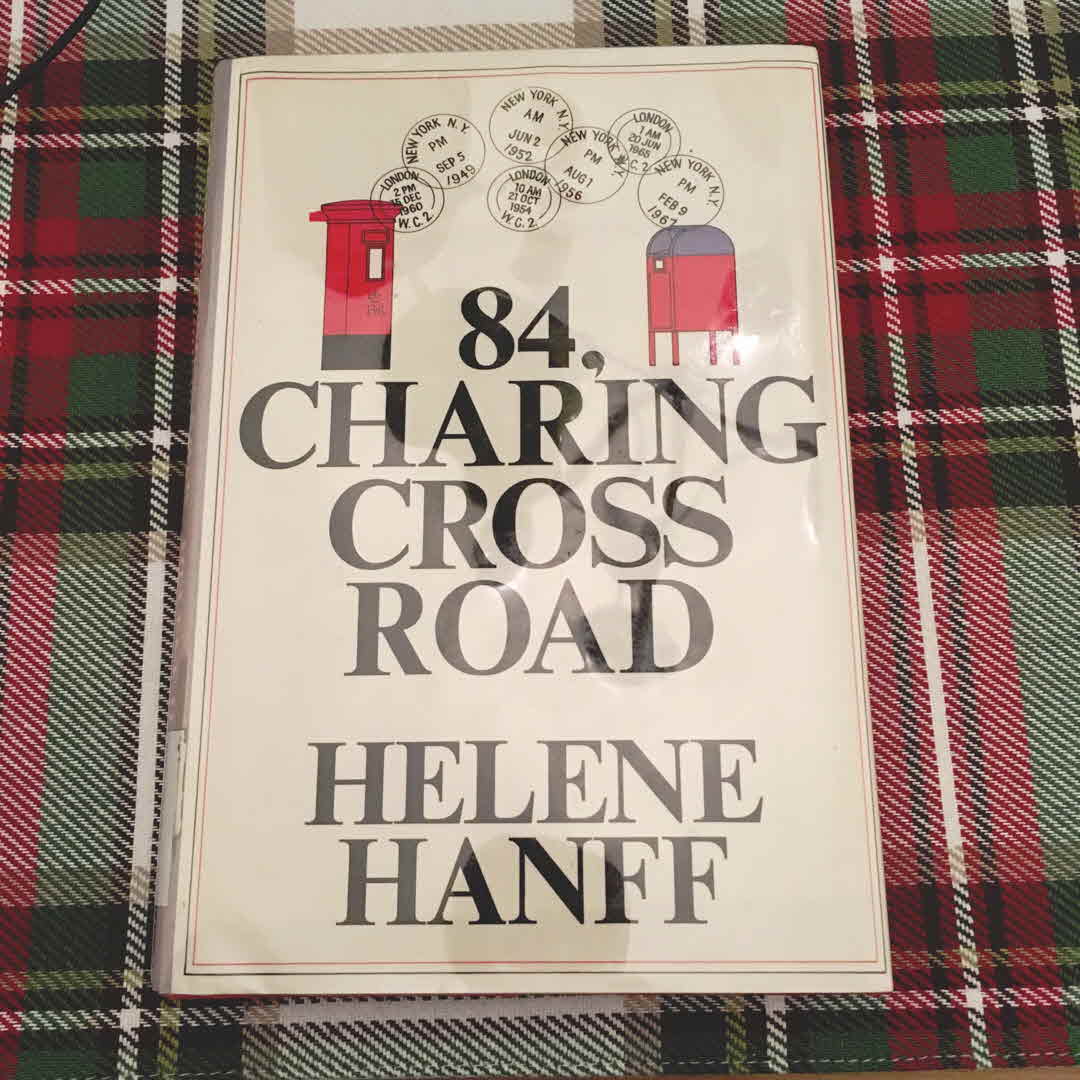 NEW YORK N.Y.
AM
JUN 2
1952
NEW YORK N.Y.
PM
SEP 5
1949
LONDON
1 AM
20 JUN
1965
W.C.2
NEW YORK N.Y.
PM
AUG 1
1956
LONDON
2 PM
DEC
1960
W.C.2.
LONDON
10 AM
21 OCT
1954
W.C.2.
NEW YORK N.Y.
PM
FEB 9
1967
84,
CHARING
CROSS
ROAD
HELENE
HANFF